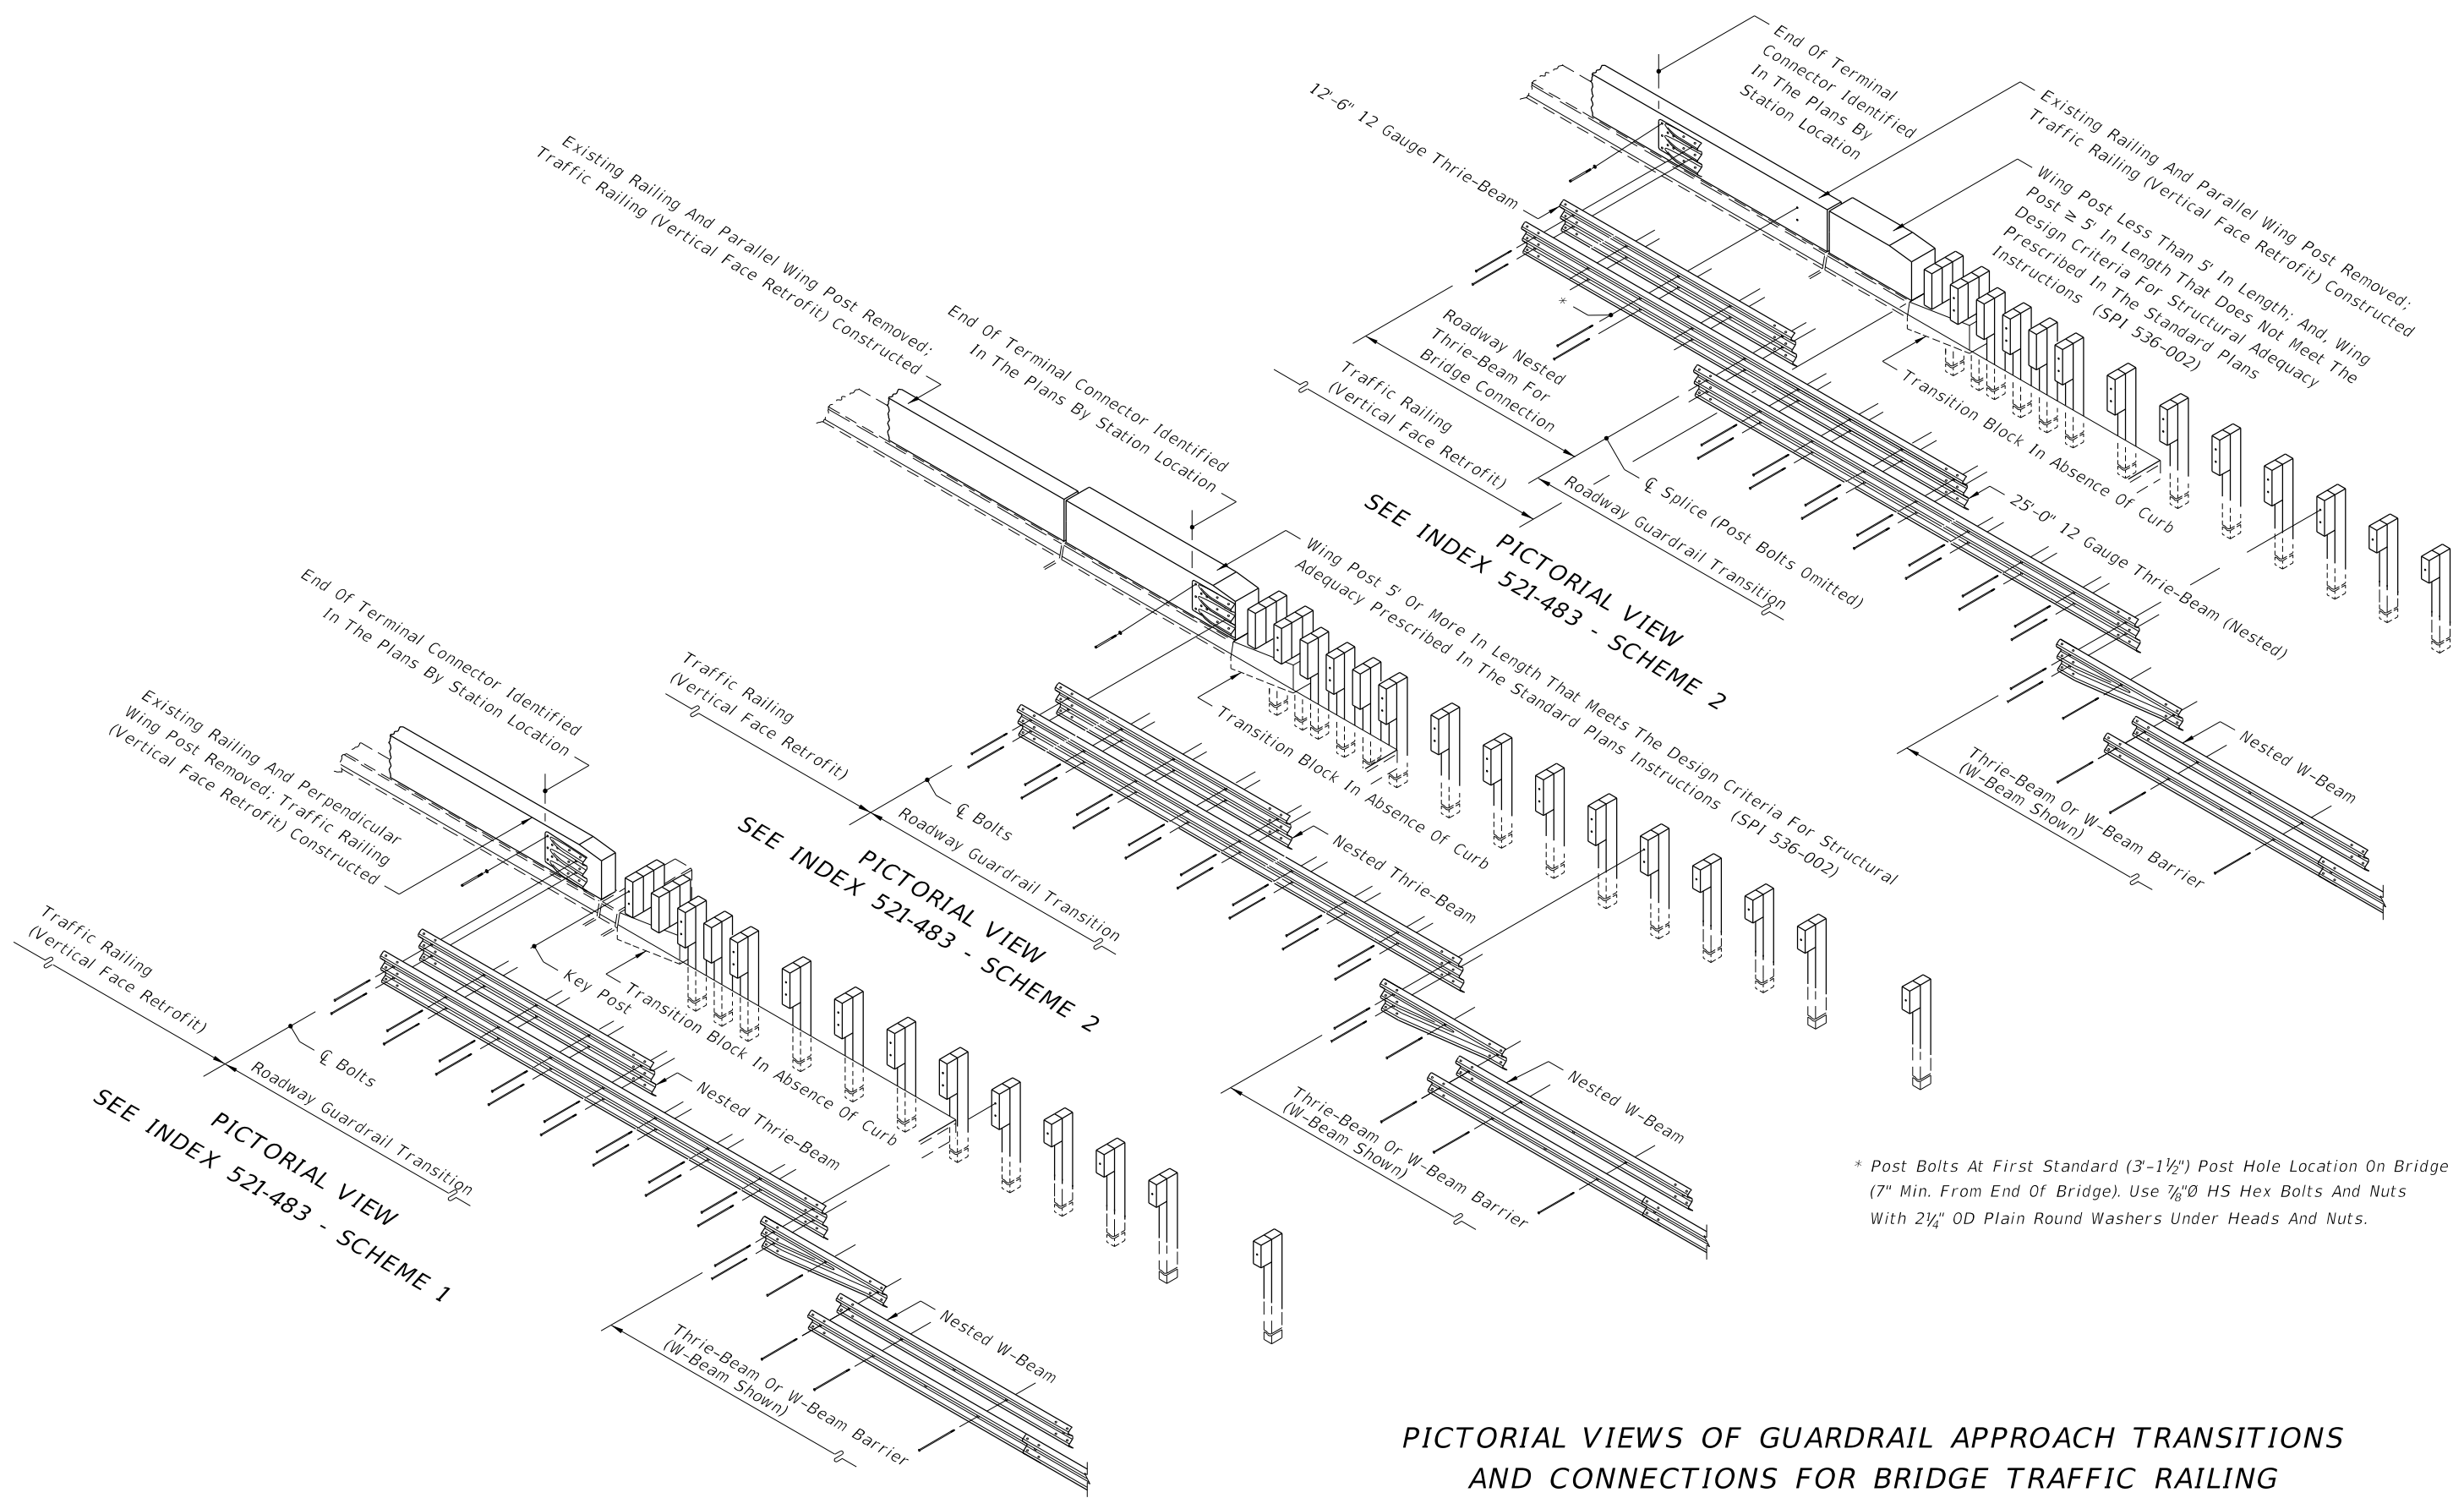 End Of Terminal
Connector Identified
In The Plans By
Station Location
Existing Railing And Parallel Wing Post Removed;
Traffic Railing (Vertical Face Retrofit) Constructed
12'-6" 12 Gauge Thrie-Beam
Wing Post Less Than 5' In Length; And, Wing
Post ≥ 5' In Length That Does Not Meet The
Design Criteria For Structural Adequacy
Prescribed In The Standard Plans
Instructions (SPI 536-002)
*
Roadway Nested
Thrie-Beam For
Bridge Connection
Traffic Railing
(Vertical Face Retrofit)
Transition Block In Absence Of Curb
℄ Splice (Post Bolts Omitted)
Roadway Guardrail Transition
25'-0" 12 Gauge Thrie-Beam (Nested)
PICTORIAL VIEW
SEE INDEX 521-483 - SCHEME 2
Nested W-Beam
Thrie-Beam Or W-Beam Barrier
(W-Beam Shown)
Existing Railing And Parallel Wing Post Removed;
Traffic Railing (Vertical Face Retrofit) Constructed
End Of Terminal Connector Identified
In The Plans By Station Location
Wing Post 5' Or More In Length That Meets The Design Criteria For Structural
Adequacy Prescribed In The Standard Plans Instructions (SPI 536-002)
Traffic Railing
(Vertical Face Retrofit)
Transition Block In Absence Of Curb
℄ Bolts
Roadway Guardrail Transition
Nested Thrie-Beam
PICTORIAL VIEW
SEE INDEX 521-483 - SCHEME 2
Nested W-Beam
Thrie-Beam Or W-Beam Barrier
(W-Beam Shown)
End Of Terminal Connector Identified
In The Plans By Station Location
Existing Railing And Perpendicular
Wing Post Removed; Traffic Railing
(Vertical Face Retrofit) Constructed
Traffic Railing
(Vertical Face Retrofit)
Key Post
Transition Block In Absence Of Curb
℄ Bolts
Roadway Guardrail Transition
Nested Thrie-Beam
PICTORIAL VIEW
SEE INDEX 521-483 - SCHEME 1
Nested W-Beam
Thrie-Beam Or W-Beam Barrier
(W-Beam Shown)
* Post Bolts At First Standard (3'-1½") Post Hole Location On Bridge
(7" Min. From End Of Bridge). Use ⅞"Ø HS Hex Bolts And Nuts
With 2¼" OD Plain Round Washers Under Heads And Nuts.
PICTORIAL VIEWS OF GUARDRAIL APPROACH TRANSITIONS
AND CONNECTIONS FOR BRIDGE TRAFFIC RAILING